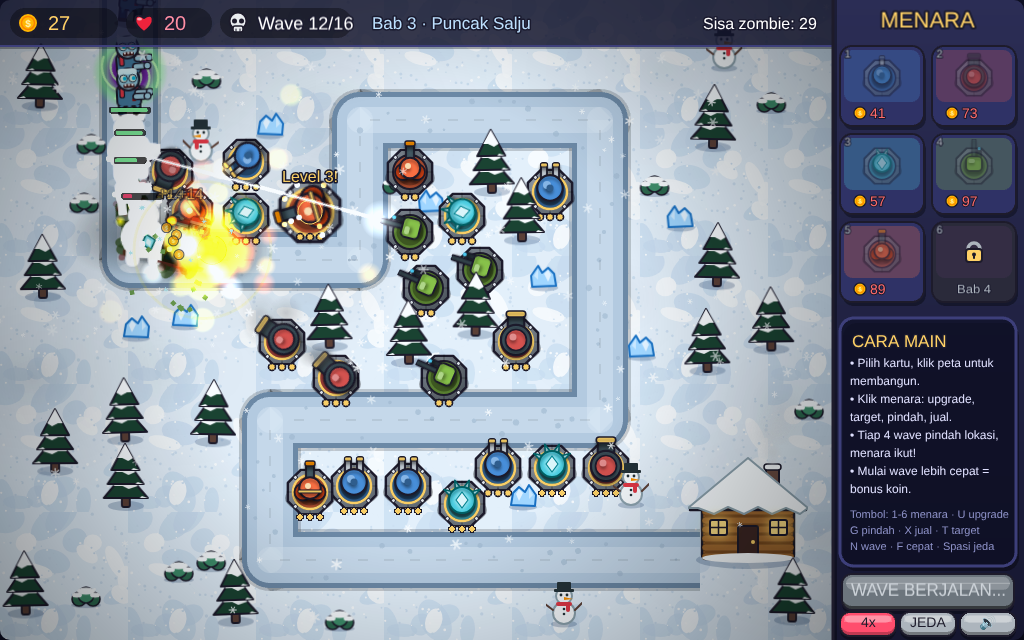 27
20
Wave 12/16
Bab 3 · Puncak Salju
Sisa zombie: 29
MENARA
1
41
2
73
3
57
4
97
5
89
6
Bab 4
Level 3!
CARA MAIN
• Pilih kartu, klik peta untuk
membangun.
• Klik menara: upgrade,
target, pindah, jual.
• Tiap 4 wave pindah lokasi,
menara ikut!
• Mulai wave lebih cepat =
bonus koin.
Tombol: 1-6 menara · U upgrade
G pindah · X jual · T target
N wave · F cepat · Spasi jeda
WAVE BERJALAN...
4x
JEDA